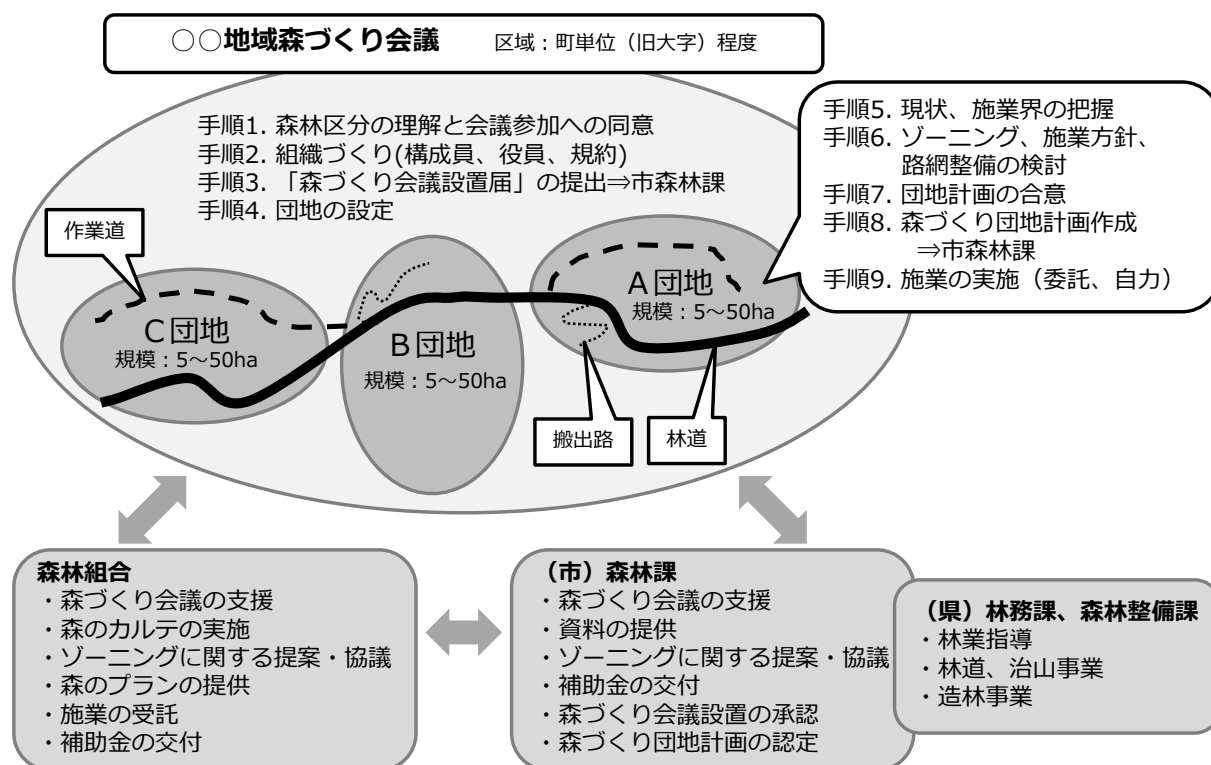 ○○地域森づくり会議 区域：町単位（旧大字）程度
手順1. 森林区分の理解と会議参加への同意
手順2. 組織づくり(構成員、役員、規約)
手順3. 「森づくり会議設置届」の提出⇒市森林課
手順4. 団地の設定
手順5. 現状、施業界の把握
手順6. ゾーニング、施業方針、
路網整備の検討
手順7. 団地計画の合意
手順8. 森づくり団地計画作成
⇒市森林課
手順9. 施業の実施（委託、自力）
作業道
C団地
規模：5～50ha
B団地
規模：5～50ha
A団地
規模：5～50ha
搬出路
林道
森林組合
・森づくり会議の支援
・森のカルテの実施
・ゾーニングに関する提案・協議
・森のプランの提供
・施業の受託
・補助金の交付
（市）森林課
・森づくり会議の支援
・資料の提供
・ゾーニングに関する提案・協議
・補助金の交付
・森づくり会議設置の承認
・森づくり団地計画の認定
（県）林務課、森林整備課
・林業指導
・林道、治山事業
・造林事業